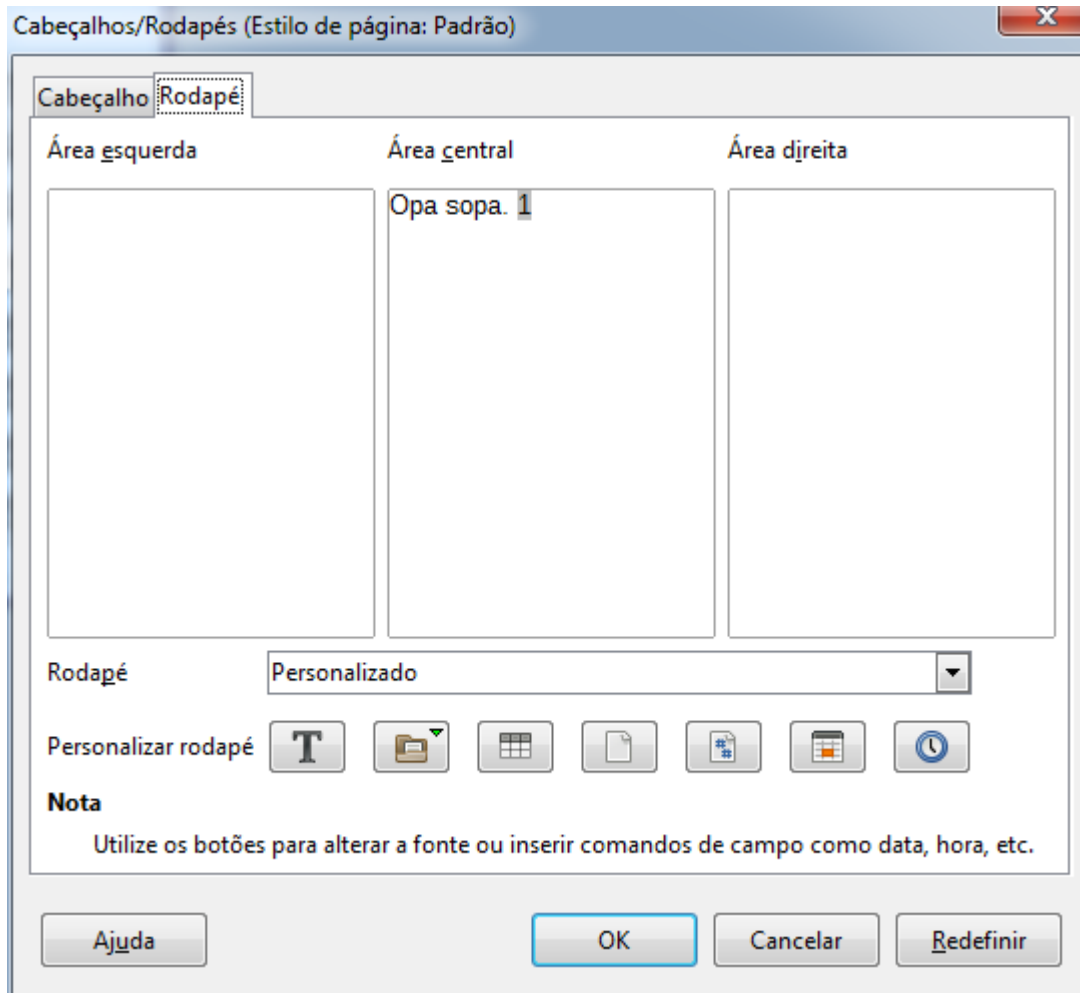 Cabeçalhos/Rodapés (Estilo de página: Padrão)
Cabeçalho Rodapé
Área esquerda Área central Área direita
Opa sopa. 1
Rodapé Personalizado
Personalizar rodapé
Nota
Utilize os botões para alterar a fonte ou inserir comandos de campo como data, hora, etc.
Ajuda OK Cancelar Redefinir